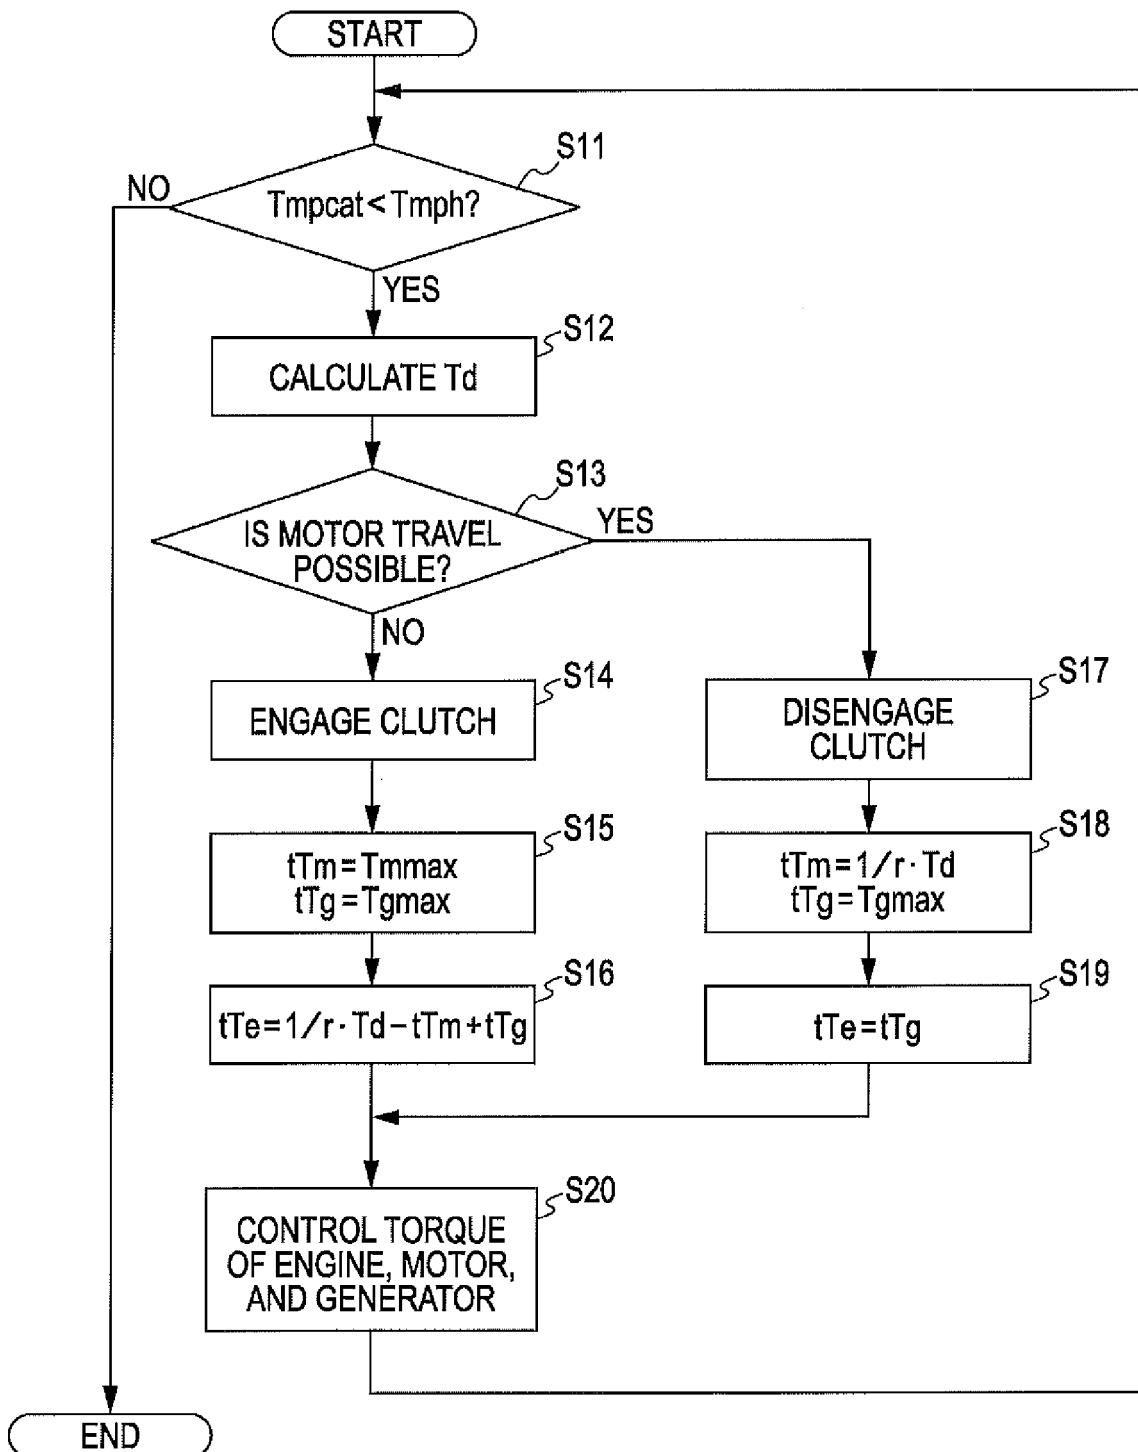 START
S11
NO
Tmpcat < Tmph?
YES
S12
CALCULATE Td
S13
YES
IS MOTOR TRAVEL
POSSIBLE?
NO
S14
ENGAGE CLUTCH
S17
DISENGAGE
CLUTCH
S15
tTm = Tmmax
tTg = Tgmax
S18
tTm = 1/r · Td
tTg = Tgmax
S16
tTe = 1/r · Td − tTm + tTg
S19
tTe = tTg
S20
CONTROL TORQUE
OF ENGINE, MOTOR,
AND GENERATOR
END